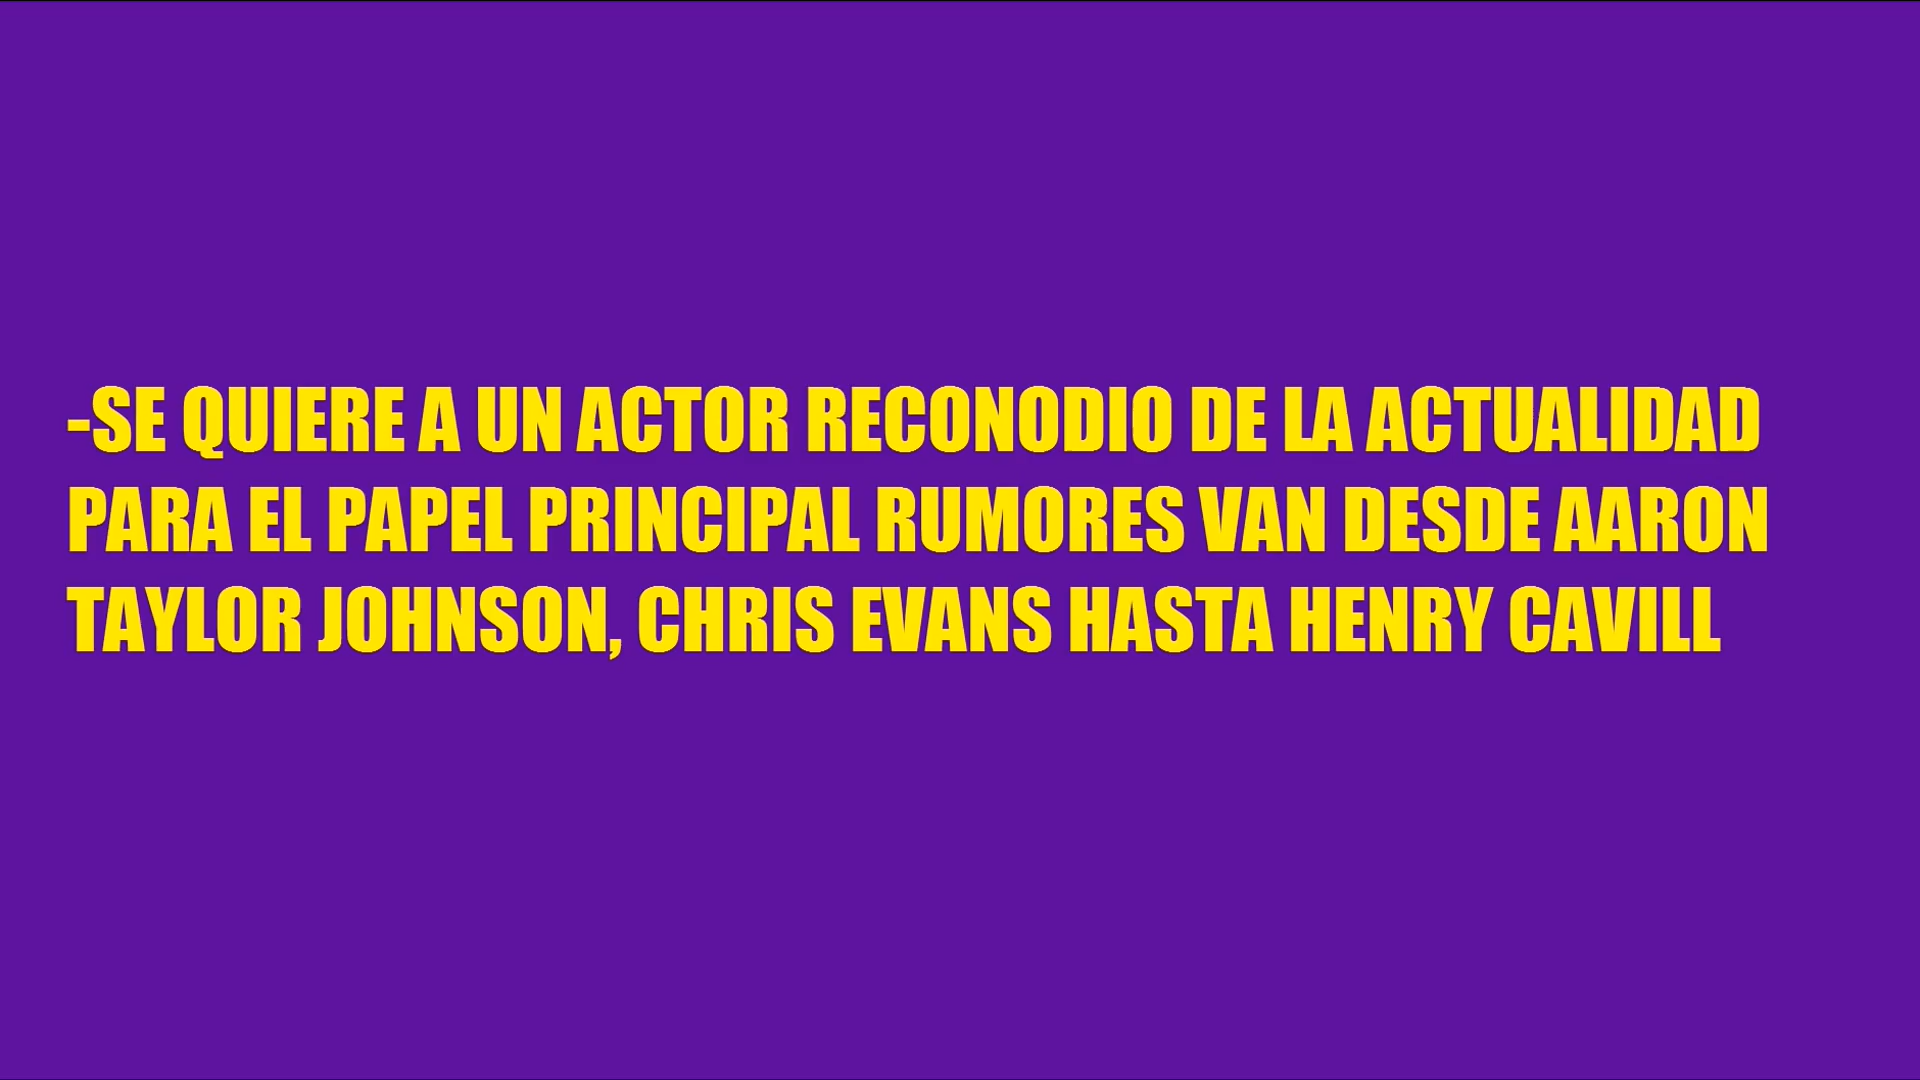 -SE QUIERE A UN ACTOR RECONODIO DE LA ACTUALIDAD
PARA EL PAPEL PRINCIPAL RUMORES VAN DESDE AARON
TAYLOR JOHNSON, CHRIS EVANS HASTA HENRY CAVILL